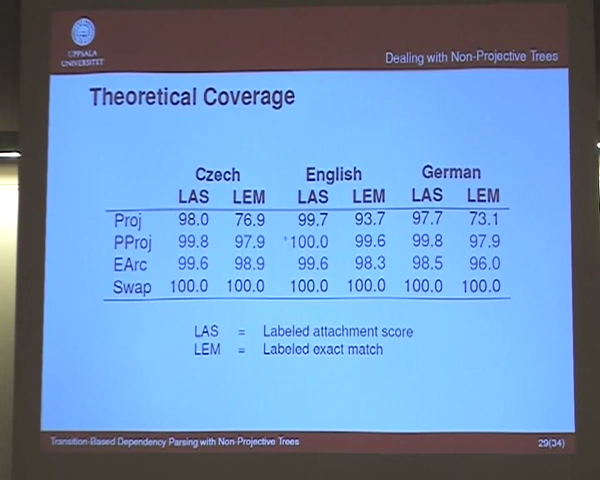 UPPSALA
UNIVERSITET
Dealing with Non-Projective Trees
Theoretical Coverage
Czech English German
LAS LEM LAS LEM LAS LEM
Proj 98.0 76.9 99.7 93.7 97.7 73.1
PProj 99.8 97.9 100.0 99.6 99.8 97.9
EArc 99.6 98.9 99.6 98.3 98.5 96.0
Swap 100.0 100.0 100.0 100.0 100.0 100.0
LAS = Labeled attachment score
LEM = Labeled exact match
Transition-Based Dependency Parsing with Non-Projective Trees 29(34)